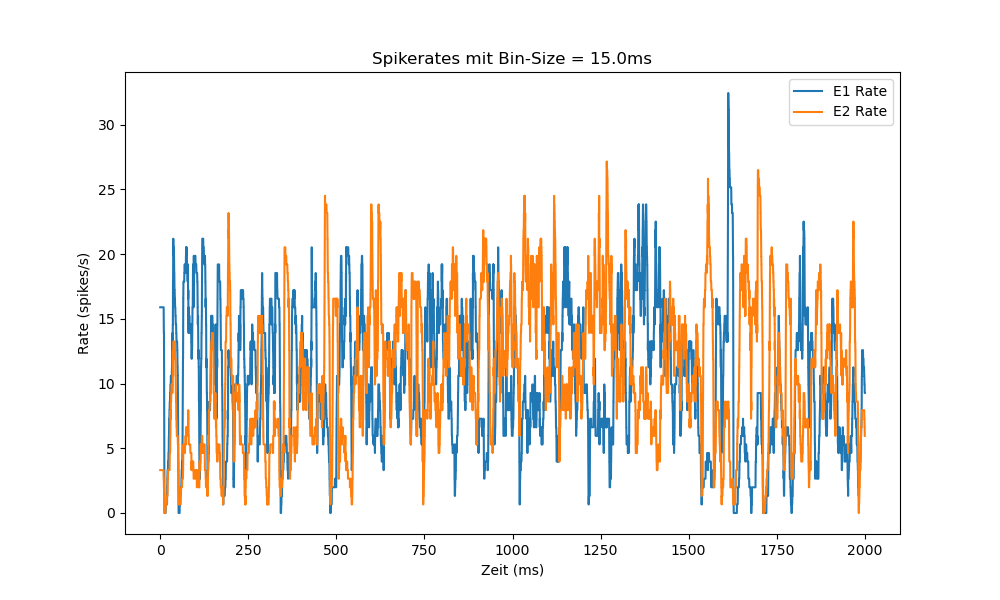 Spikerates mit Bin-Size = 15.0ms
E1 Rate
E2 Rate
Rate (spikes/s)
30
25
20
15
10
5
0
0 250 500 750 1000 1250 1500 1750 2000
Zeit (ms)